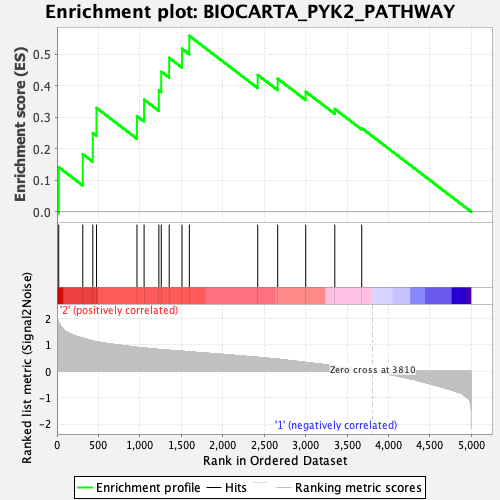 Enrichment plot: BIOCARTA_PYK2_PATHWAY
Enrichment score (ES)
0.5
0.4
0.3
0.2
0.1
0.0
'2' (positively correlated)
Ranked list metric (Signal2Noise)
2
1
0
-1
-2
Zero cross at 3810
'1' (negatively correlated)
0 500 1,000 1,500 2,000 2,500 3,000 3,500 4,000 4,500 5,000
Rank in Ordered Dataset
Enrichment profile Hits Ranking metric scores